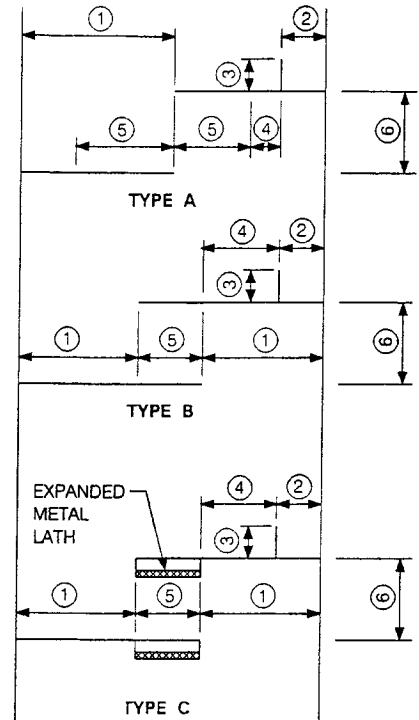 ① ②
③
⑤ ⑤ ④ ⑥
TYPE A
④ ②
③
① ⑤ ① ⑥
TYPE B
EXPANDED
METAL
LATH
④ ②
③
① ⑤ ① ⑥
TYPE C